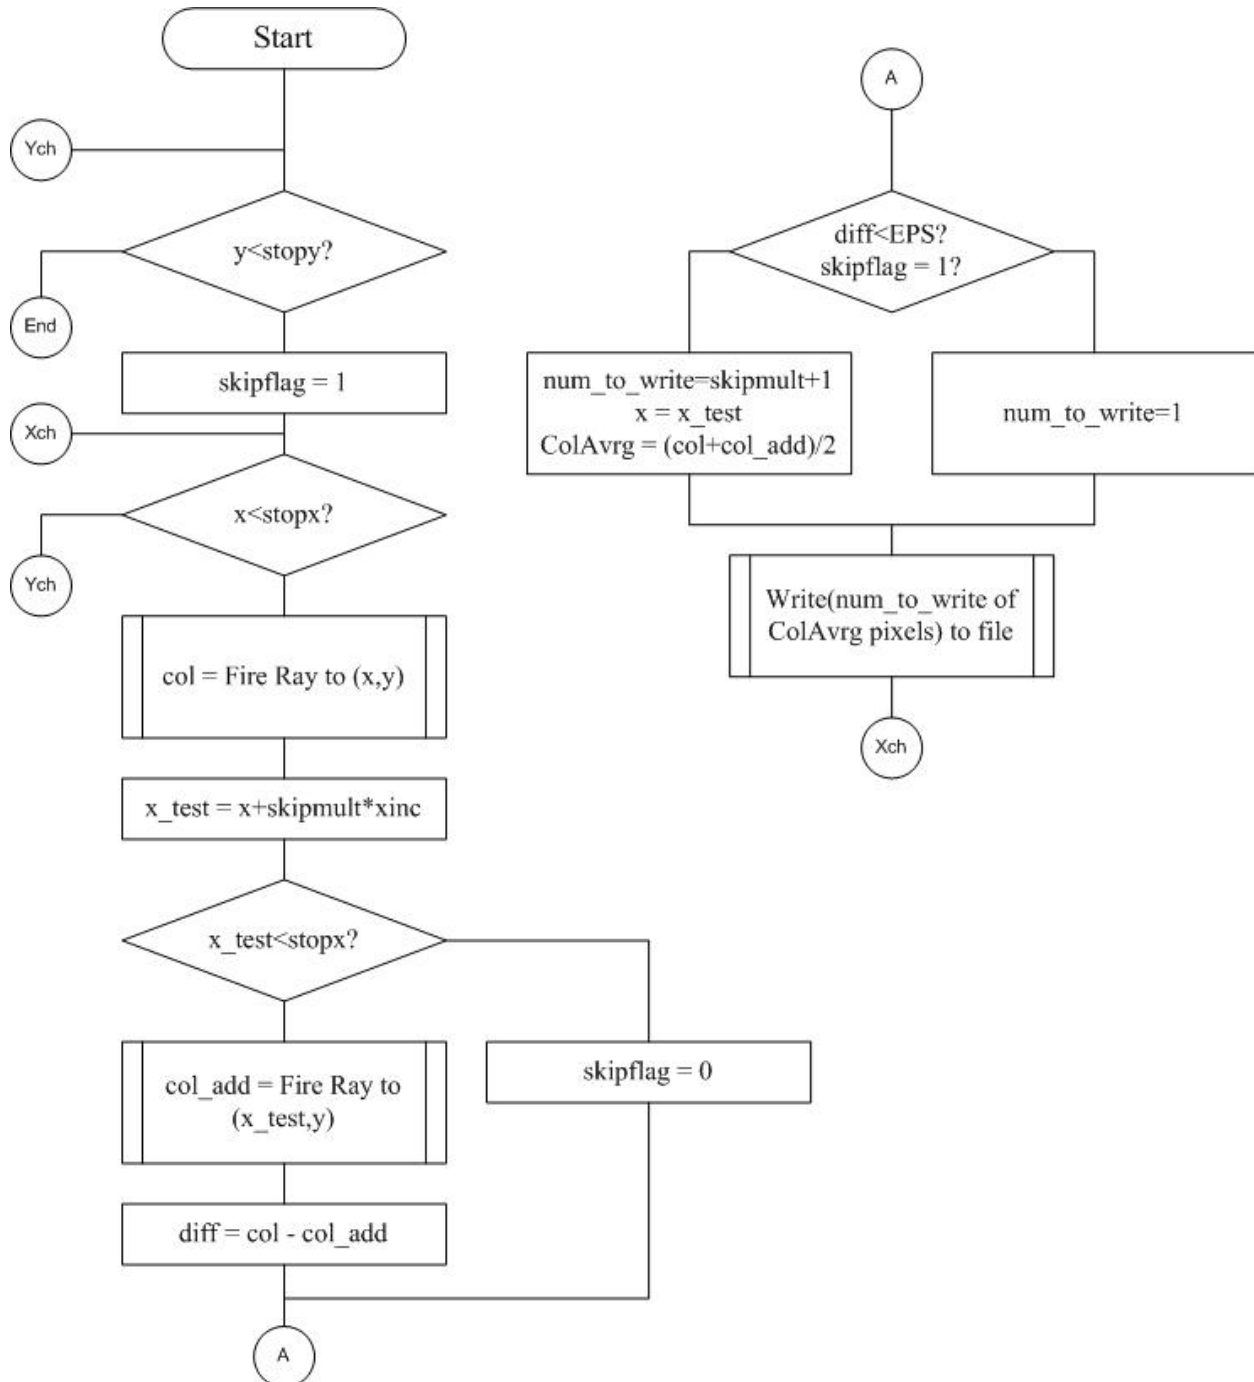 Start
Ych
y<stopy?
End
skipflag = 1
Xch
x<stopx?
Ych
col = Fire Ray to (x,y)
x_test = x+skipmult*xinc
x_test<stopx?
col_add = Fire Ray to
(x_test,y)
skipflag = 0
diff = col - col_add
A
A
diff<EPS?
skipflag = 1?
num_to_write=skipmult+1
x = x_test
ColAvrg = (col+col_add)/2
num_to_write=1
Write(num_to_write of
ColAvrg pixels) to file
Xch